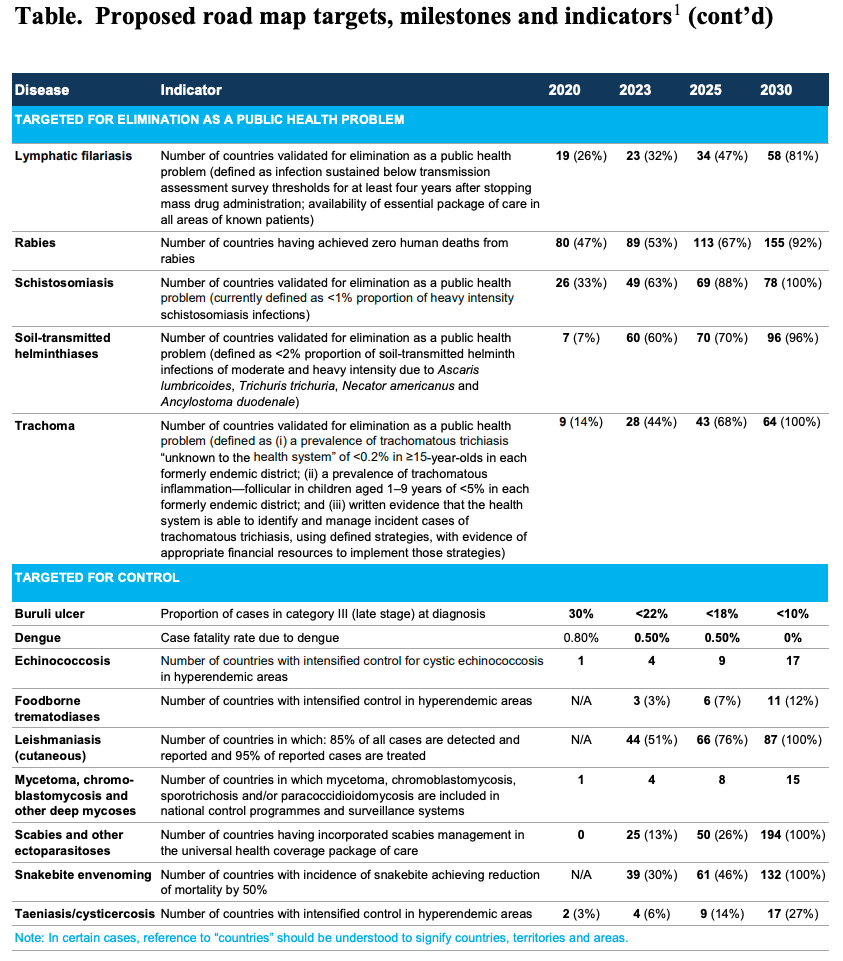 Table. Proposed road map targets, milestones and indicators1 (cont’d)
Disease Indicator 2020 2023 2025 2030
TARGETED FOR ELIMINATION AS A PUBLIC HEALTH PROBLEM
Lymphatic filariasis Number of countries validated for elimination as a public health 19 (26%) 23 (32%) 34 (47%) 58 (81%)
problem (defined as infection sustained below transmission
assessment survey thresholds for at least four years after stopping
mass drug administration; availability of essential package of care in
all areas of known patients)
Rabies Number of countries having achieved zero human deaths from 80 (47%) 89 (53%) 113 (67%) 155 (92%)
rabies
Schistosomiasis Number of countries validated for elimination as a public health 26 (33%) 49 (63%) 69 (88%) 78 (100%)
problem (currently defined as <1% proportion of heavy intensity
schistosomiasis infections)
Soil-transmitted Number of countries validated for elimination as a public health 7 (7%) 60 (60%) 70 (70%) 96 (96%)
helminthiases problem (defined as <2% proportion of soil-transmitted helminth
infections of moderate and heavy intensity due to Ascaris
lumbricoides, Trichuris trichuria, Necator americanus and
Ancylostoma duodenale)
Trachoma Number of countries validated for elimination as a public health 9 (14%) 28 (44%) 43 (68%) 64 (100%)
problem (defined as (i) a prevalence of trachomatous trichiasis
“unknown to the health system” of <0.2% in ≥15-year-olds in each
formerly endemic district; (ii) a prevalence of trachomatous
inflammation—follicular in children aged 1–9 years of <5% in each
formerly endemic district; and (iii) written evidence that the health
system is able to identify and manage incident cases of
trachomatous trichiasis, using defined strategies, with evidence of
appropriate financial resources to implement those strategies)
TARGETED FOR CONTROL
Buruli ulcer Proportion of cases in category III (late stage) at diagnosis 30% <22% <18% <10%
Dengue Case fatality rate due to dengue 0.80% 0.50% 0.50% 0%
Echinococcosis Number of countries with intensified control for cystic echinococcosis 1 4 9 17
in hyperendemic areas
Foodborne Number of countries with intensified control in hyperendemic areas N/A 3 (3%) 6 (7%) 11 (12%)
trematodiases
Leishmaniasis Number of countries in which: 85% of all cases are detected and N/A 44 (51%) 66 (76%) 87 (100%)
(cutaneous) reported and 95% of reported cases are treated
Mycetoma, chromo- Number of countries in which mycetoma, chromoblastomycosis, 1 4 8 15
blastomycosis and sporotrichosis and/or paracoccidioidomycosis are included in
other deep mycoses national control programmes and surveillance systems
Scabies and other Number of countries having incorporated scabies management in 0 25 (13%) 50 (26%) 194 (100%)
ectoparasitoses the universal health coverage package of care
Snakebite envenoming Number of countries with incidence of snakebite achieving reduction N/A 39 (30%) 61 (46%) 132 (100%)
of mortality by 50%
Taeniasis/cysticercosis Number of countries with intensified control in hyperendemic areas 2 (3%) 4 (6%) 9 (14%) 17 (27%)
Note: In certain cases, reference to “countries” should be understood to signify countries, territories and areas.